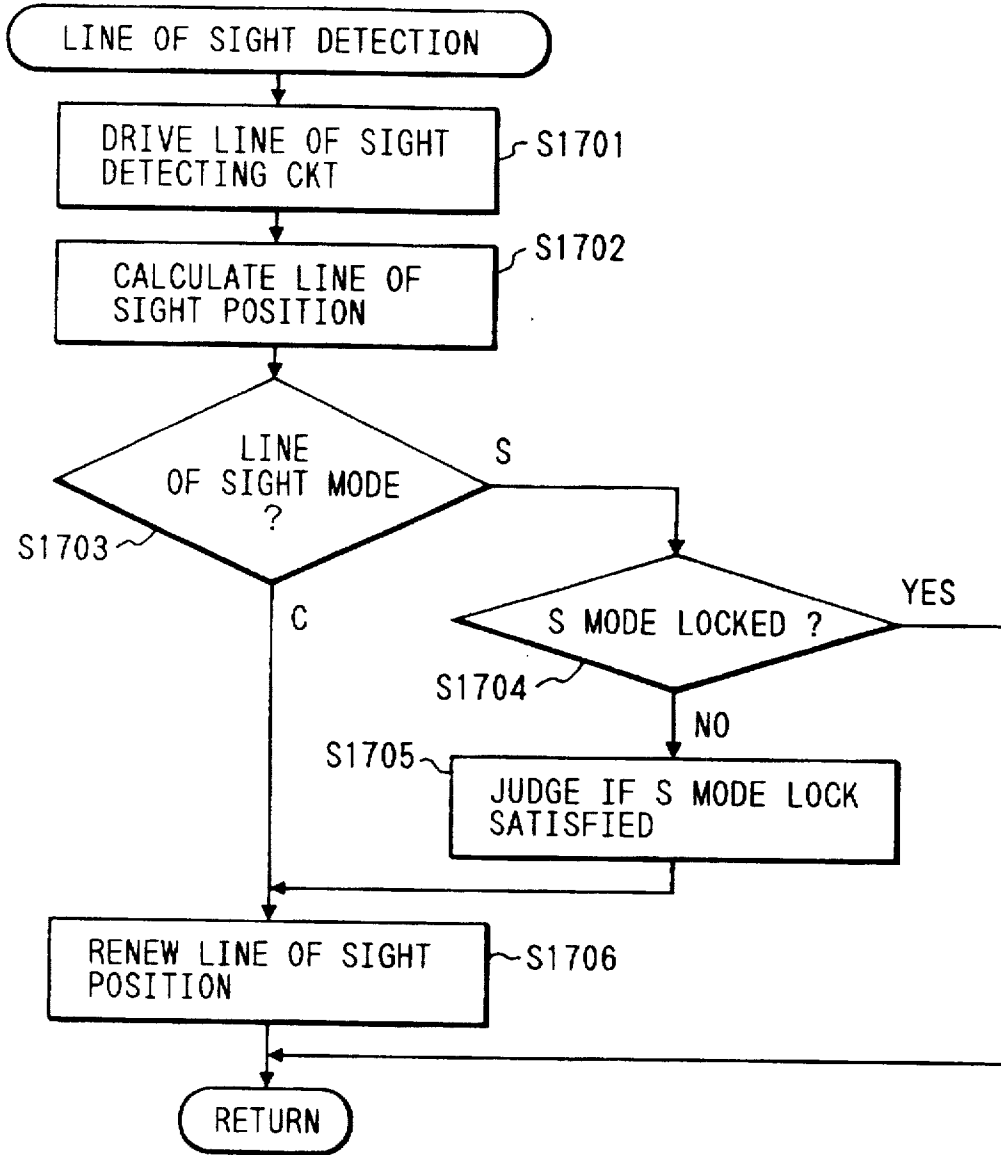 LINE OF SIGHT DETECTION
DRIVE LINE OF SIGHT
DETECTING CKT
S1701
CALCULATE LINE OF
SIGHT POSITION
S1702
LINE
OF SIGHT MODE
?
S
S1703
C
S MODE LOCKED ?
YES
S1704
NO
S1705
JUDGE IF S MODE LOCK
SATISFIED
RENEW LINE OF SIGHT
POSITION
S1706
RETURN